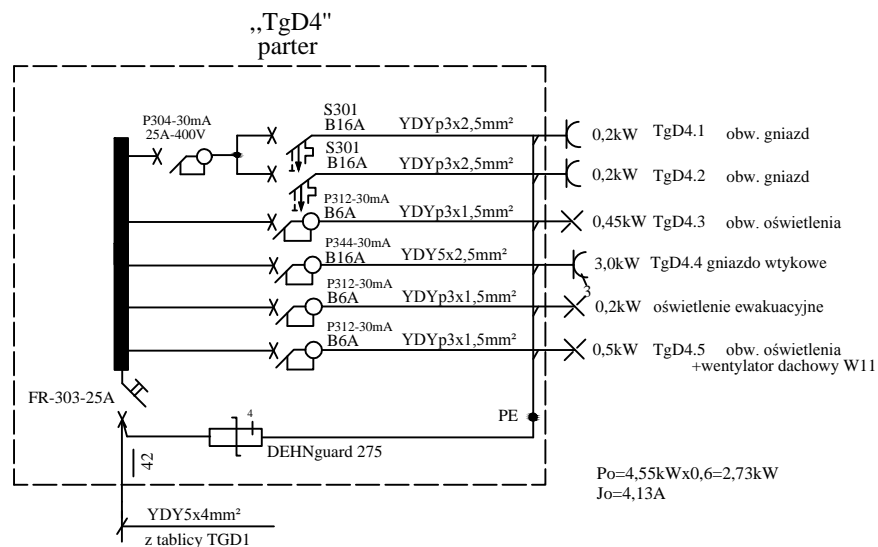 „TgD4"
parter
P304-30mA
25A-400V
S301
B16A
YDYp3x2,5mm²
0,2kW TgD4.1 obw. gniazd
S301
B16A
YDYp3x2,5mm²
0,2kW TgD4.2 obw. gniazd
P312-30mA
B6A
YDYp3x1,5mm²
0,45kW TgD4.3 obw. oświetlenia
P344-30mA
B16A
YDY5x2,5mm²
3,0kW TgD4.4 gniazdo wtykowe
3
P312-30mA
B6A
YDYp3x1,5mm²
0,2kW oświetlenie ewakuacyjne
P312-30mA
B6A
YDYp3x1,5mm²
0,5kW TgD4.5 obw. oświetlenia
+wentylator dachowy W11
FR-303-25A
PE
4
DEHNguard 275
42
Po=4,55kWx0,6=2,73kW
Jo=4,13A
YDY5x4mm²
z tablicy TGD1